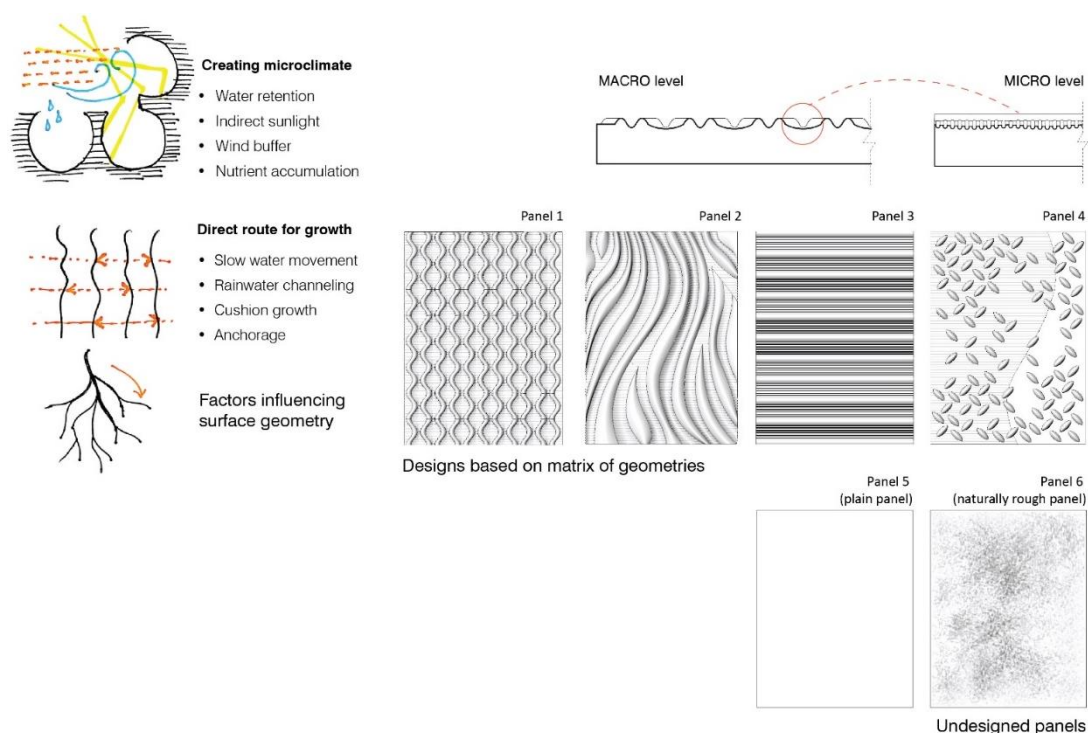 Creating microclimate
• Water retention
• Indirect sunlight
• Wind buffer
• Nutrient accumulation
MACRO level
MICRO level
Direct route for growth
• Slow water movement
• Rainwater channeling
• Cushion growth
• Anchorage
Factors influencing
surface geometry
Panel 1
Panel 2
Panel 3
Panel 4
Designs based on matrix of geometries
Panel 5
(plain panel)
Panel 6
(naturally rough panel)
Undesigned panels